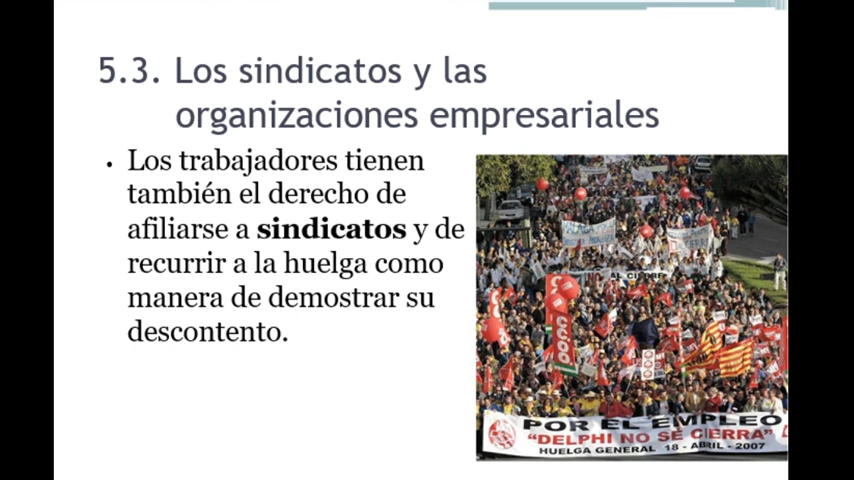 5.3. Los sindicatos y las
organizaciones empresariales
• Los trabajadores tienen
también el derecho de
afiliarse a sindicatos y de
recurrir a la huelga como
manera de demostrar su
descontento.
POR EL EMPLEO
"DELPHI NO SE CIERRA"
HUELGA GENERAL 18 - ABRIL - 2007